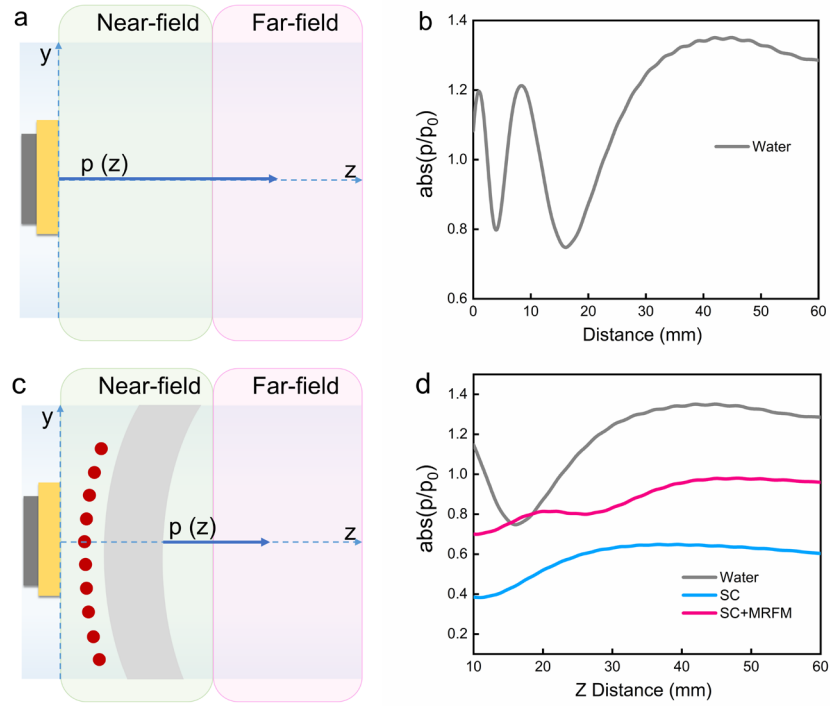 a
Near-field
Far-field
y
p (z)
z
b
1.4
1.2
1.0
0.8
0.6
abs(p/p₀)
Water
0
10
20
30
40
50
60
Distance (mm)
c
Near-field
Far-field
y
p (z)
z
d
1.4
1.2
1.0
0.8
0.6
0.4
0.2
abs(p/p₀)
Water
SC
SC+MRFM
10
20
30
40
50
60
Z Distance (mm)